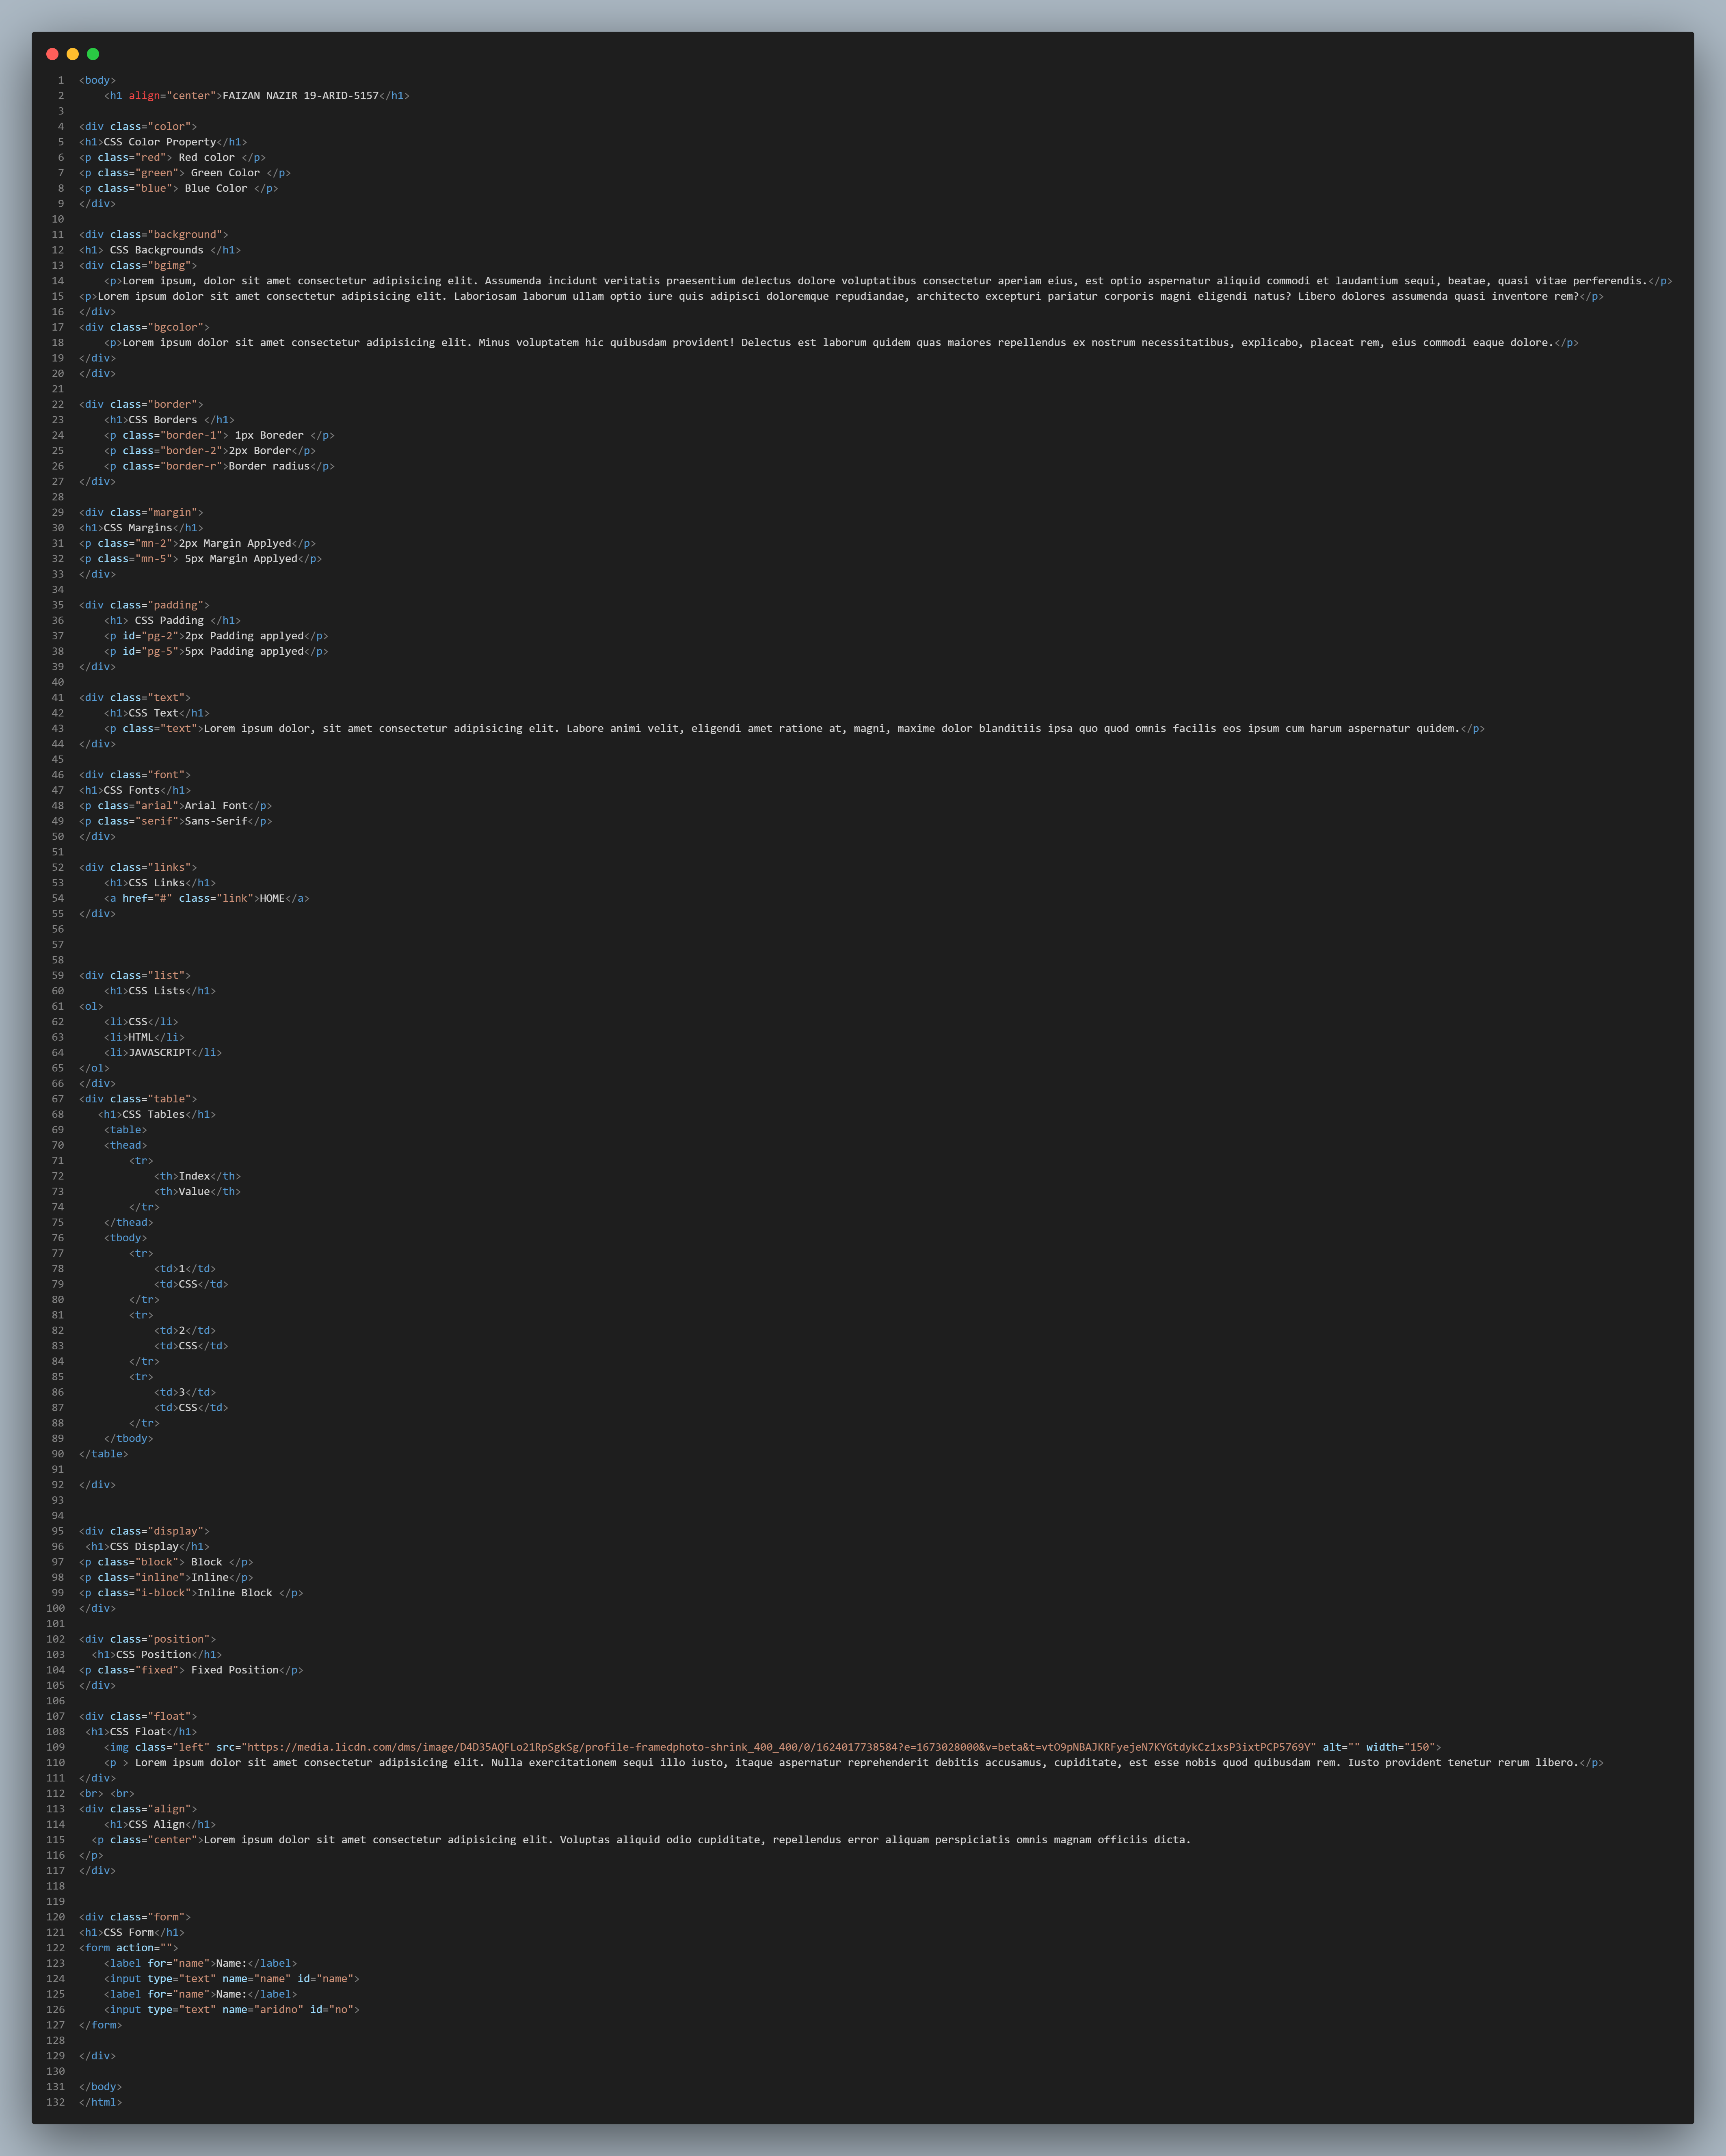 1 <body>
2     <h1 align="center">FAIZAN NAZIR 19-ARID-5157</h1>
3
4 <div class="color">
5 <h1>CSS Color Property</h1>
6 <p class="red"> Red color </p>
7 <p class="green"> Green Color </p>
8 <p class="blue"> Blue Color </p>
9 </div>
10
11 <div class="background">
12 <h1> CSS Backgrounds </h1>
13 <div class="bgimg">
14     <p>Lorem ipsum, dolor sit amet consectetur adipisicing elit. Assumenda incidunt veritatis praesentium delectus dolore voluptatibus consectetur aperiam eius, est optio aspernatur aliquid commodi et laudantium sequi, beatae, quasi vitae perferendis.</p>
15 <p>Lorem ipsum dolor sit amet consectetur adipisicing elit. Laboriosam laborum ullam optio iure quis adipisci doloremque repudiandae, architecto excepturi pariatur corporis magni eligendi natus? Libero dolores assumenda quasi inventore rem?</p>
16 </div>
17 <div class="bgcolor">
18     <p>Lorem ipsum dolor sit amet consectetur adipisicing elit. Minus voluptatem hic quibusdam provident! Delectus est laborum quidem quas maiores repellendus ex nostrum necessitatibus, explicabo, placeat rem, eius commodi eaque dolore.</p>
19 </div>
20 </div>
21
22 <div class="border">
23     <h1>CSS Borders </h1>
24     <p class="border-1"> 1px Boreder </p>
25     <p class="border-2">2px Border</p>
26     <p class="border-r">Border radius</p>
27 </div>
28
29 <div class="margin">
30 <h1>CSS Margins</h1>
31 <p class="mn-2">2px Margin Applyed</p>
32 <p class="mn-5"> 5px Margin Applyed</p>
33 </div>
34
35 <div class="padding">
36     <h1> CSS Padding </h1>
37     <p id="pg-2">2px Padding applyed</p>
38     <p id="pg-5">5px Padding applyed</p>
39 </div>
40
41 <div class="text">
42     <h1>CSS Text</h1>
43     <p class="text">Lorem ipsum dolor, sit amet consectetur adipisicing elit. Labore animi velit, eligendi amet ratione at, magni, maxime dolor blanditiis ipsa quo quod omnis facilis eos ipsum cum harum aspernatur quidem.</p>
44 </div>
45
46 <div class="font">
47 <h1>CSS Fonts</h1>
48 <p class="arial">Arial Font</p>
49 <p class="serif">Sans-Serif</p>
50 </div>
51
52 <div class="links">
53     <h1>CSS Links</h1>
54     <a href="#" class="link">HOME</a>
55 </div>
56
57
58
59 <div class="list">
60     <h1>CSS Lists</h1>
61 <ol>
62     <li>CSS</li>
63     <li>HTML</li>
64     <li>JAVASCRIPT</li>
65 </ol>
66 </div>
67 <div class="table">
68    <h1>CSS Tables</h1>
69     <table>
70     <thead>
71         <tr>
72             <th>Index</th>
73             <th>Value</th>
74         </tr>
75     </thead>
76     <tbody>
77         <tr>
78             <td>1</td>
79             <td>CSS</td>
80         </tr>
81         <tr>
82             <td>2</td>
83             <td>CSS</td>
84         </tr>
85         <tr>
86             <td>3</td>
87             <td>CSS</td>
88         </tr>
89     </tbody>
90 </table>
91
92 </div>
93
94
95 <div class="display">
96  <h1>CSS Display</h1>
97 <p class="block"> Block </p>
98 <p class="inline">Inline</p>
99 <p class="i-block">Inline Block </p>
100 </div>
101
102 <div class="position">
103   <h1>CSS Position</h1>
104 <p class="fixed"> Fixed Position</p>
105 </div>
106
107 <div class="float">
108  <h1>CSS Float</h1>
109     <img class="left" src="https://media.licdn.com/dms/image/D4D35AQFLo21RpSgkSg/profile-framedphoto-shrink_400_400/0/1624017738584?e=1673028000&v=beta&t=vtO9pNBAJKRFyejeN7KYGtdykCz1xsP3ixtPCP5769Y" alt="" width="150">
110     <p > Lorem ipsum dolor sit amet consectetur adipisicing elit. Nulla exercitationem sequi illo iusto, itaque aspernatur reprehenderit debitis accusamus, cupiditate, est esse nobis quod quibusdam rem. Iusto provident tenetur rerum libero.</p>
111 </div>
112 <br> <br>
113 <div class="align">
114     <h1>CSS Align</h1>
115   <p class="center">Lorem ipsum dolor sit amet consectetur adipisicing elit. Voluptas aliquid odio cupiditate, repellendus error aliquam perspiciatis omnis magnam officiis dicta.
116 </p>
117 </div>
118
119
120 <div class="form">
121 <h1>CSS Form</h1>
122 <form action="">
123     <label for="name">Name:</label>
124     <input type="text" name="name" id="name">
125     <label for="name">Name:</label>
126     <input type="text" name="aridno" id="no">
127 </form>
128
129 </div>
130
131 </body>
132 </html>